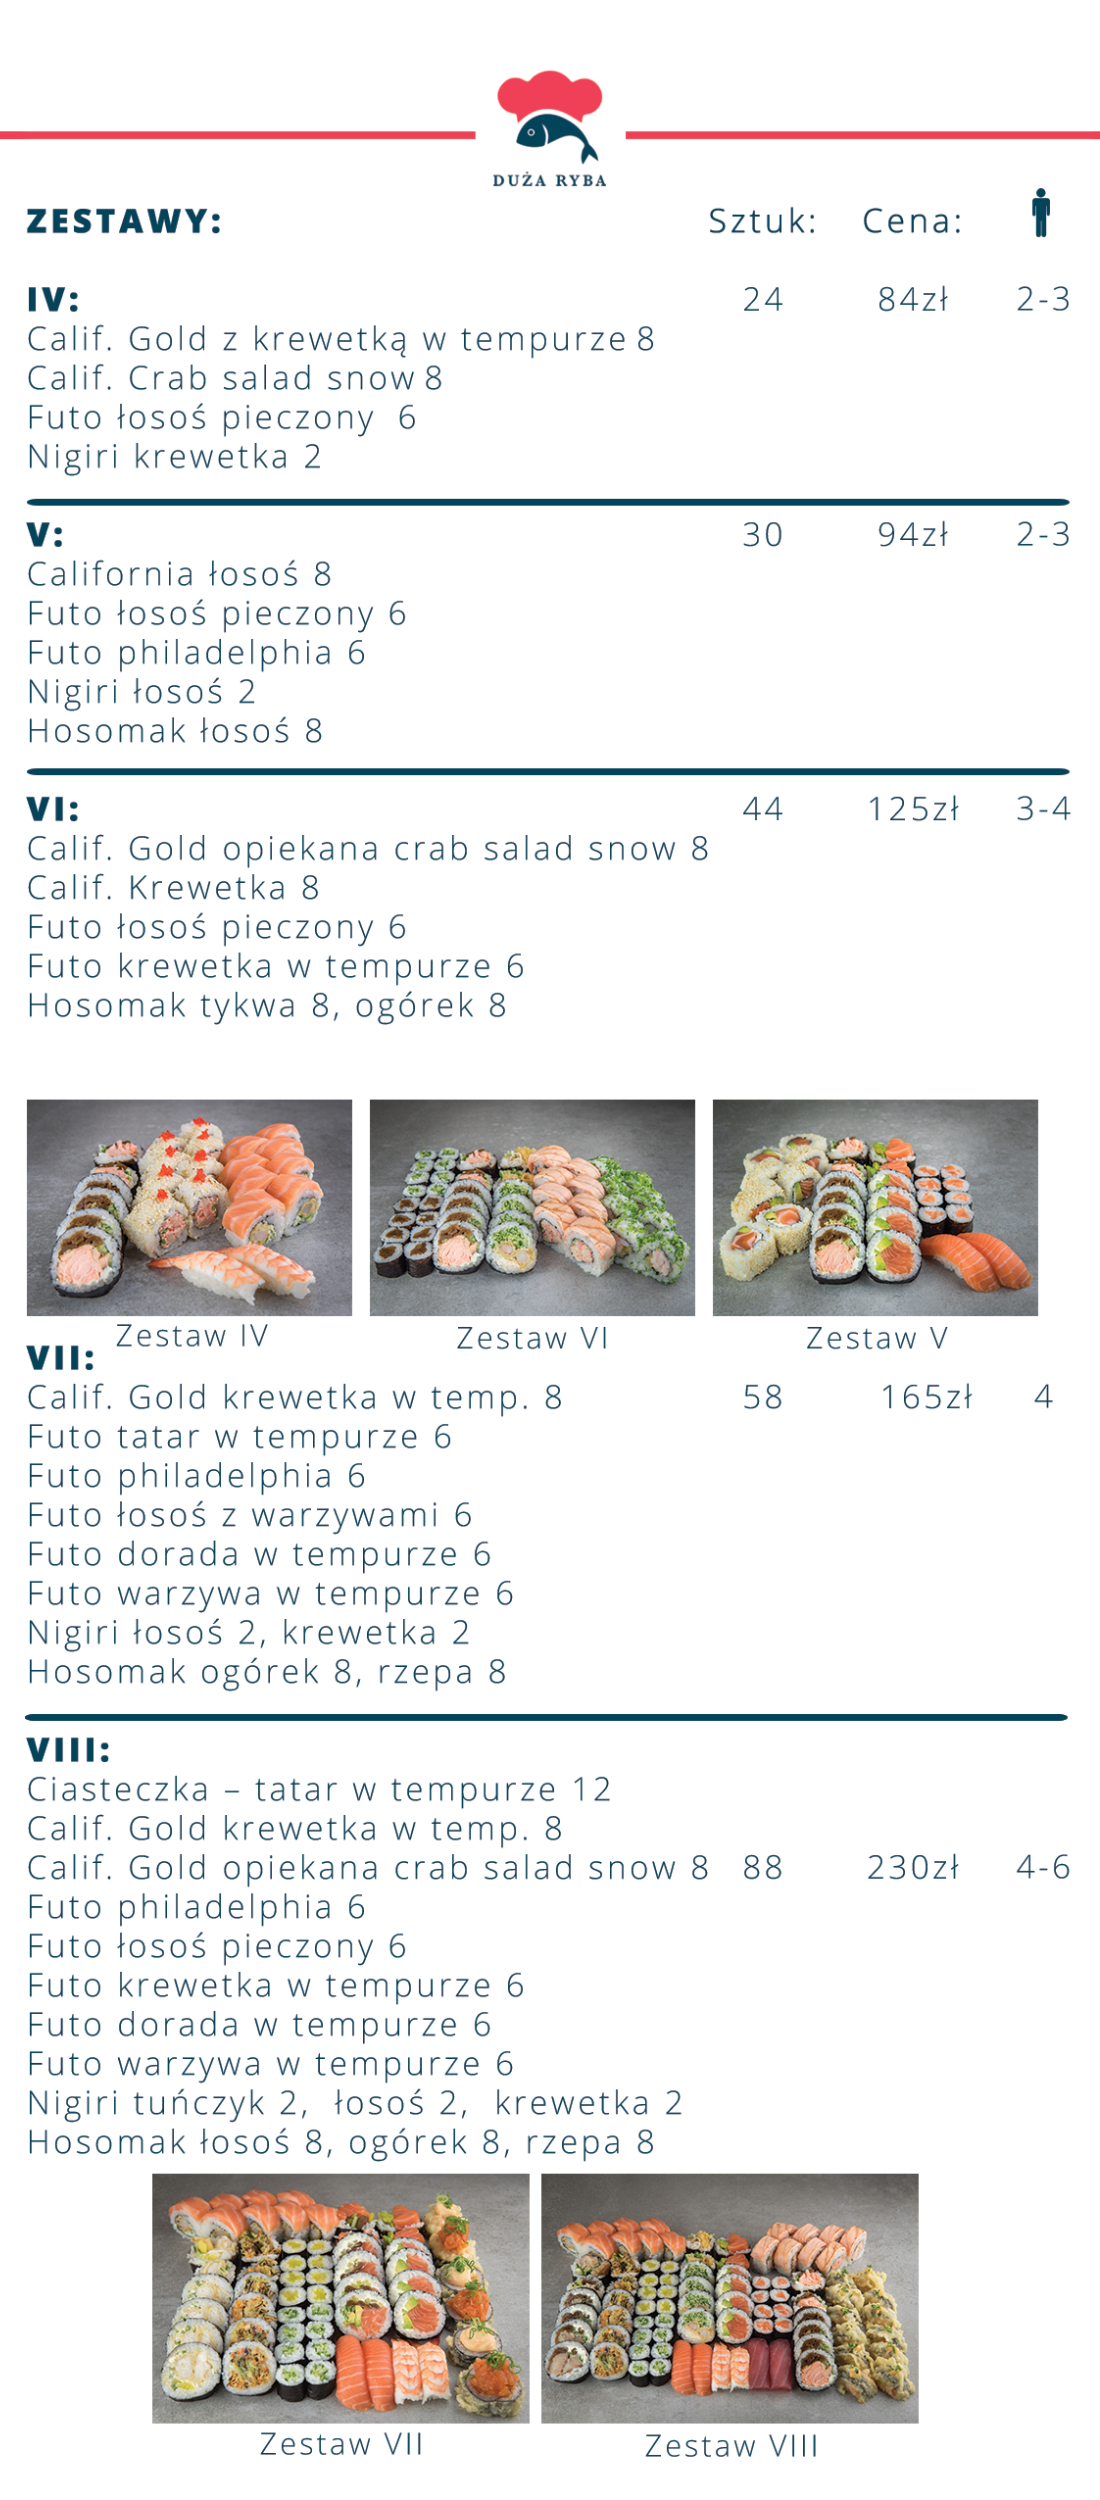 DUŻA RYBA
ZESTAWY: Sztuk: Cena:
IV: 24 84zł 2-3
Calif. Gold z krewetką w tempurze 8
Calif. Crab salad snow 8
Futo łosoś pieczony 6
Nigiri krewetka 2
V: 30 94zł 2-3
California łosoś 8
Futo łosoś pieczony 6
Futo philadelphia 6
Nigiri łosoś 2
Hosomak łosoś 8
VI: 44 125zł 3-4
Calif. Gold opiekana crab salad snow 8
Calif. Krewetka 8
Futo łosoś pieczony 6
Futo krewetka w tempurze 6
Hosomak tykwa 8, ogórek 8
Zestaw IV Zestaw VI Zestaw V
VII:
Calif. Gold krewetka w temp. 8 58 165zł 4
Futo tatar w tempurze 6
Futo philadelphia 6
Futo łosoś z warzywami 6
Futo dorada w tempurze 6
Futo warzywa w tempurze 6
Nigiri łosoś 2, krewetka 2
Hosomak ogórek 8, rzepa 8
VIII:
Ciasteczka – tatar w tempurze 12
Calif. Gold krewetka w temp. 8
Calif. Gold opiekana crab salad snow 8 88 230zł 4-6
Futo philadelphia 6
Futo łosoś pieczony 6
Futo krewetka w tempurze 6
Futo dorada w tempurze 6
Futo warzywa w tempurze 6
Nigiri tuńczyk 2, łosoś 2, krewetka 2
Hosomak łosoś 8, ogórek 8, rzepa 8
Zestaw VII Zestaw VIII